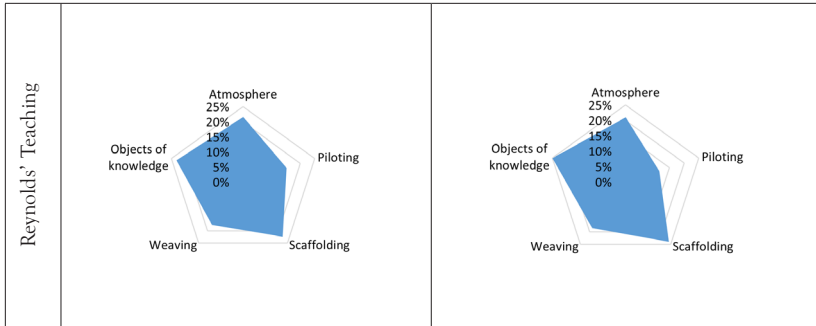 Reynolds' Teaching
Atmosphere
25%
20%
15%
10%
5%
0%
Objects of
knowledge
Piloting
Weaving
Scaffolding
Atmosphere
25%
20%
15%
10%
5%
0%
Objects of
knowledge
Piloting
Weaving
Scaffolding